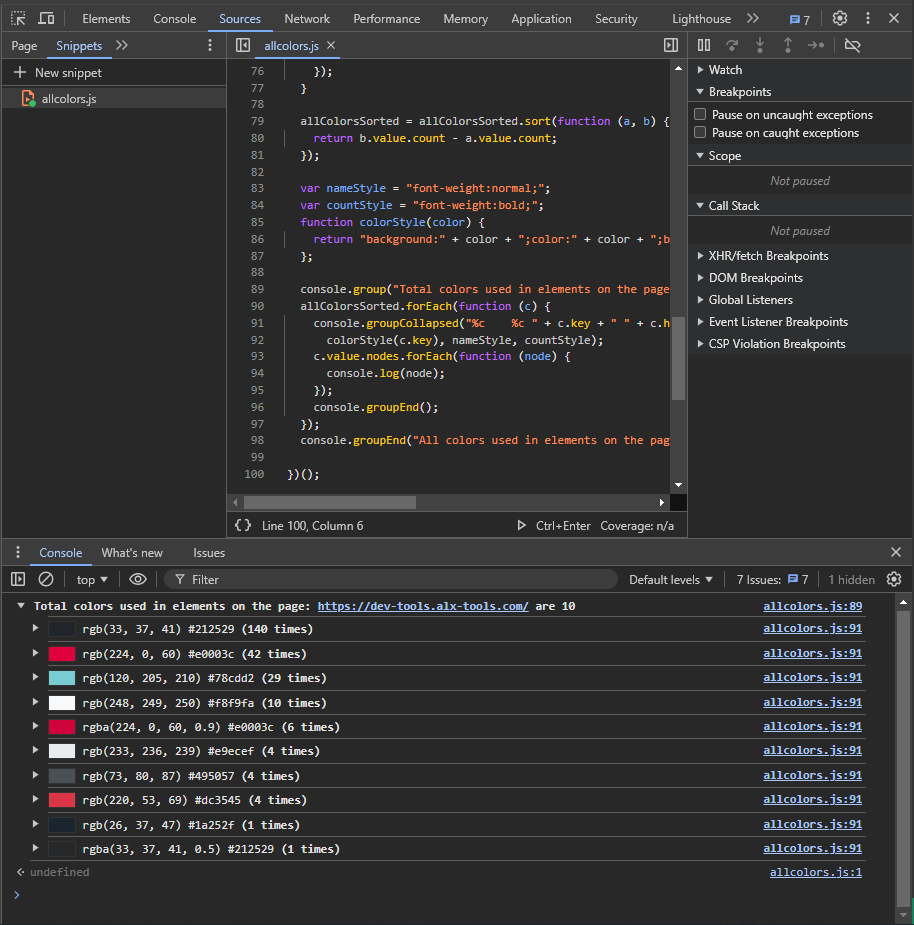 Elements Console Sources Network Performance Memory Application Security Lighthouse 7
Page Snippets
allcolors.js
New snippet
allcolors.js
76 });
77 }
78
79 allColorsSorted = allColorsSorted.sort(function (a, b) {
80 return b.value.count - a.value.count;
81 });
82
83 var nameStyle = "font-weight:normal;";
84 var countStyle = "font-weight:bold;";
85 function colorStyle(color) {
86 return "background:" + color + ";color:" + color + ";b
87 };
88
89 console.group("Total colors used in elements on the page
90 allColorsSorted.forEach(function (c) {
91 console.groupCollapsed("%c    %c " + c.key + " " + c.h
92 colorStyle(c.key), nameStyle, countStyle);
93 c.value.nodes.forEach(function (node) {
94 console.log(node);
95 });
96 console.groupEnd();
97 });
98 console.groupEnd("All colors used in elements on the pag
99
100 })();
{} Line 100, Column 6 Ctrl+Enter Coverage: n/a
Watch
Breakpoints
Pause on uncaught exceptions
Pause on caught exceptions
Scope
Not paused
Call Stack
Not paused
XHR/fetch Breakpoints
DOM Breakpoints
Global Listeners
Event Listener Breakpoints
CSP Violation Breakpoints
Console What's new Issues
top Filter Default levels 7 Issues: 7 1 hidden
Total colors used in elements on the page: https://dev-tools.alx-tools.com/ are 10 allcolors.js:89
rgb(33, 37, 41) #212529 (140 times) allcolors.js:91
rgb(224, 0, 60) #e0003c (42 times) allcolors.js:91
rgb(120, 205, 210) #78cdd2 (29 times) allcolors.js:91
rgb(248, 249, 250) #f8f9fa (10 times) allcolors.js:91
rgba(224, 0, 60, 0.9) #e0003c (6 times) allcolors.js:91
rgb(233, 236, 239) #e9ecef (4 times) allcolors.js:91
rgb(73, 80, 87) #495057 (4 times) allcolors.js:91
rgb(220, 53, 69) #dc3545 (4 times) allcolors.js:91
rgb(26, 37, 47) #1a252f (1 times) allcolors.js:91
rgba(33, 37, 41, 0.5) #212529 (1 times) allcolors.js:91
undefined allcolors.js:1